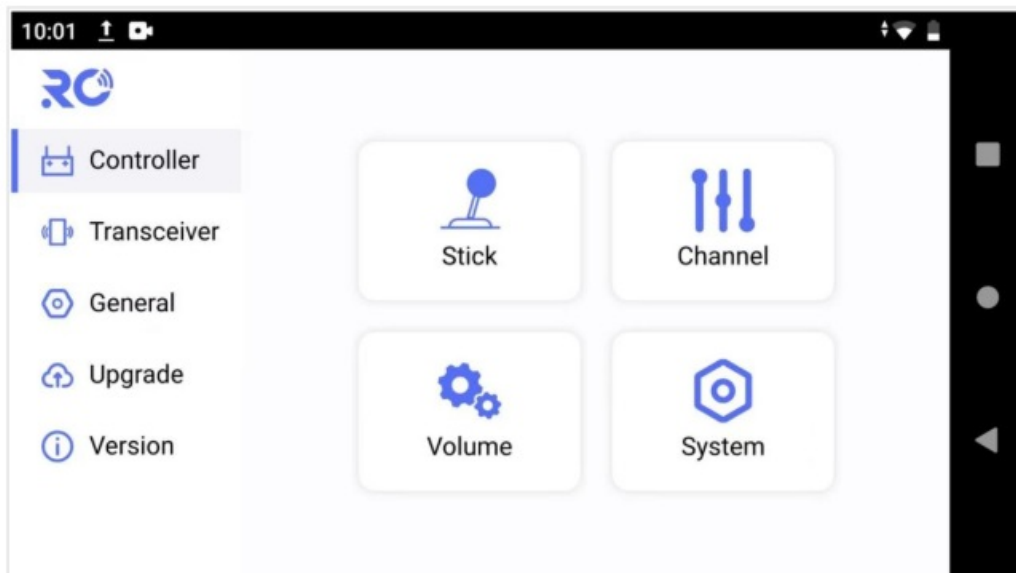 10:01
RC
Controller
Transceiver
General
Upgrade
Version
Stick
Channel
Volume
System